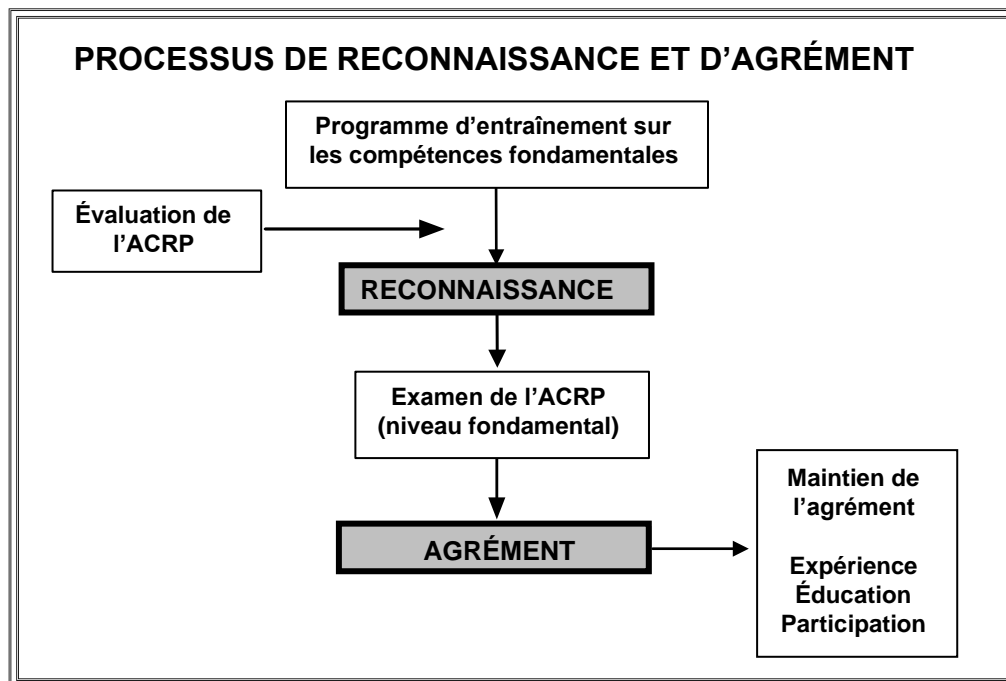 PROCESSUS DE RECONNAISSANCE ET D’AGRÉMENT
Programme d’entraînement sur
les compétences fondamentales
Évaluation de
l’ACRP
RECONNAISSANCE
Examen de l’ACRP
(niveau fondamental)
AGRÉMENT
Maintien de
l’agrément
Expérience
Éducation
Participation